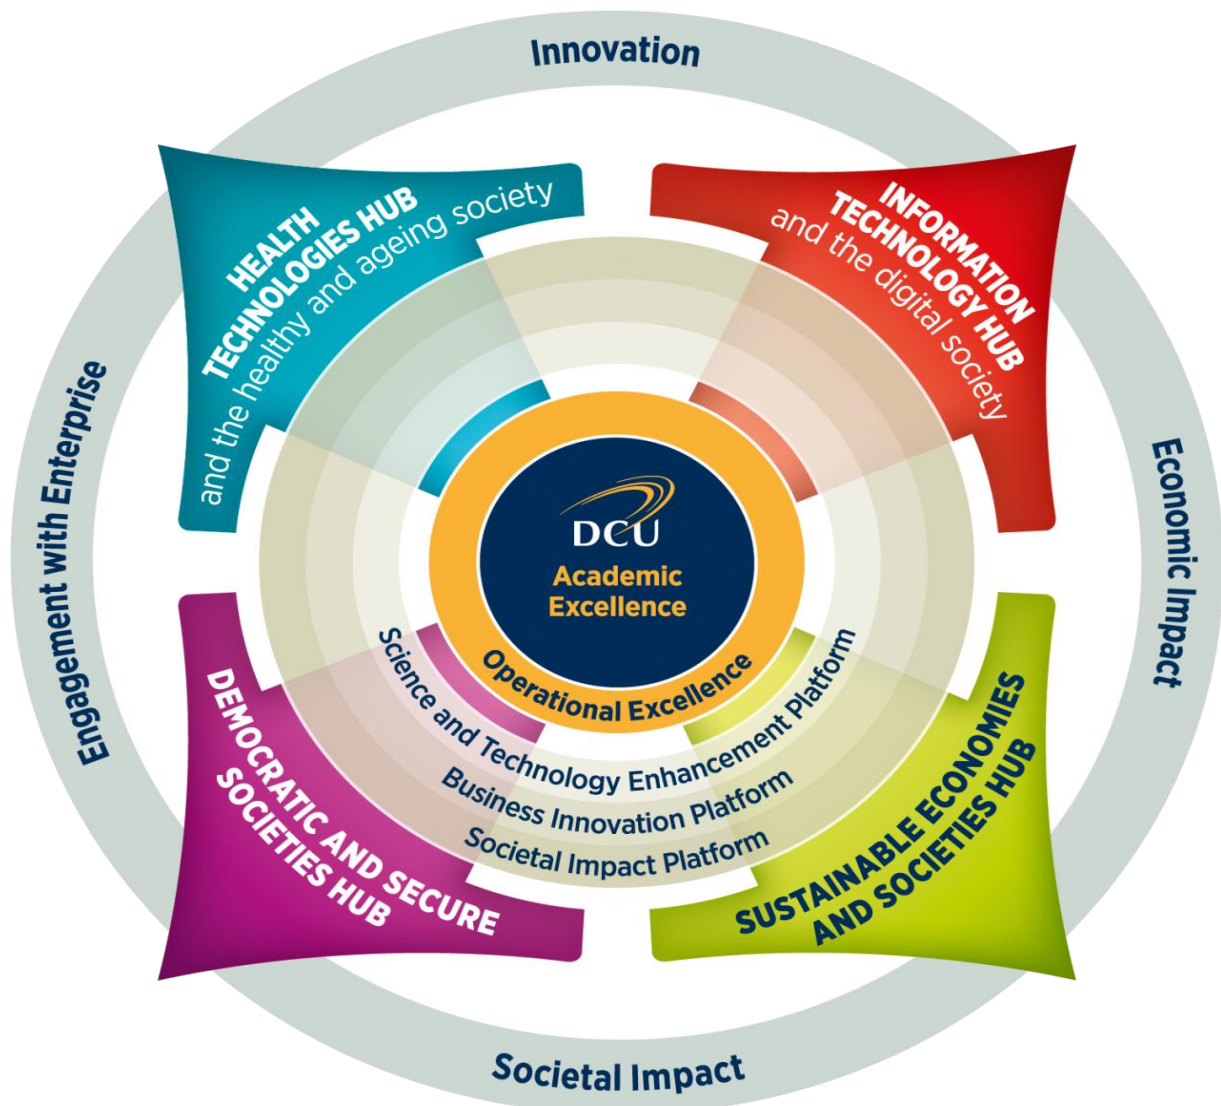 Innovation
HEALTH
TECHNOLOGIES HUB
and the healthy and ageing society
INFORMATION
TECHNOLOGY HUB
and the digital society
Engagement with Enterprise
Economic Impact
DCU
Academic
Excellence
Operational Excellence
Science and Technology Enhancement Platform
Business Innovation Platform
Societal Impact Platform
DEMOCRATIC AND SECURE
SOCIETIES HUB
SUSTAINABLE ECONOMIES
AND SOCIETIES HUB
Societal Impact